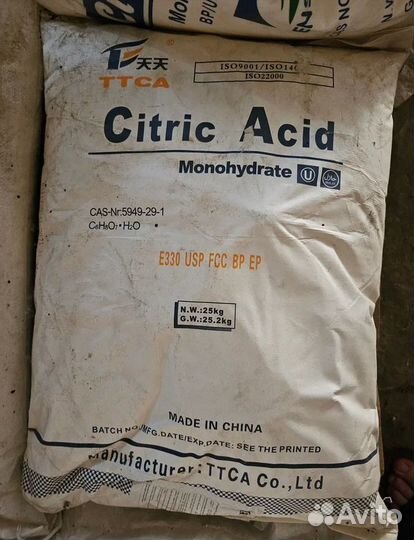 BP/U
天天
®
TTCA
ISO9001/ISO14
ISO22000
Citric Acid
Monohydrate U
CAS-Nr:5949-29-1
C₆H₈O₇·H₂O
E330 USP FCC BP EP
N.W.:25kg
G.W.:25.2kg
MADE IN CHINA
BATCH NO./MFG.DATE/EXP.DATE: SEE THE PRINTED
Manufacturer:TTCA Co.,Ltd
Avito